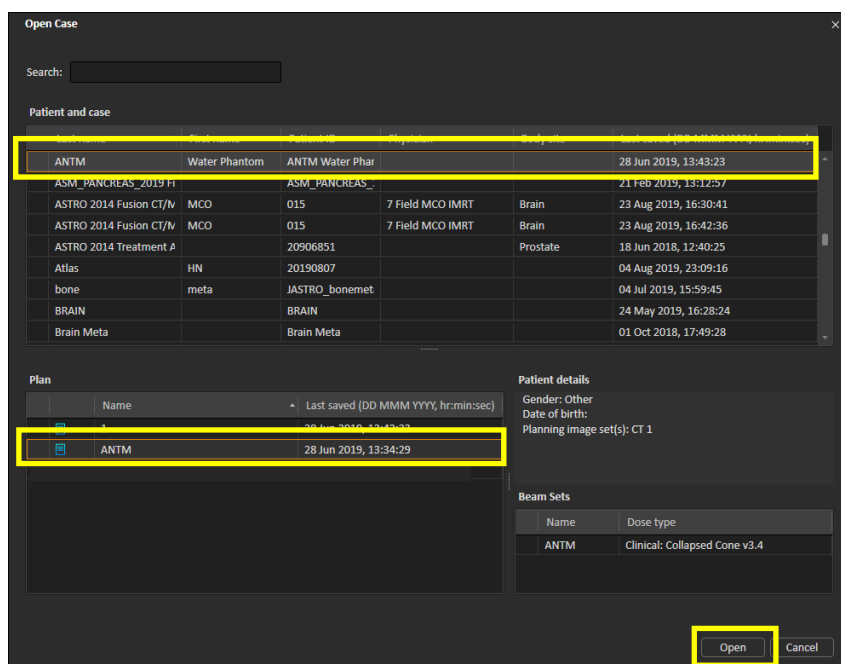 Open Case
Search:
Patient and case
ANTM Water Phantom ANTM Water Phar 28 Jun 2019, 13:43:23
ASM_PANCREAS_2019 FI ASM_PANCREAS_ 21 Feb 2019, 13:12:57
ASTRO 2014 Fusion CT/M MCO 015 7 Field MCO IMRT Brain 23 Aug 2019, 16:30:41
ASTRO 2014 Fusion CT/M MCO 015 7 Field MCO IMRT Brain 23 Aug 2019, 16:42:36
ASTRO 2014 Treatment A 20906851 Prostate 18 Jun 2018, 12:40:25
Atlas HN 20190807 04 Aug 2019, 23:09:16
bone meta JASTRO_bonemet 04 Jul 2019, 15:59:45
BRAIN BRAIN 24 May 2019, 16:28:24
Brain Meta Brain Meta 01 Oct 2018, 17:49:28
Plan
Name Last saved (DD MMM YYYY, hr:min:sec)
ANTM 28 Jun 2019, 13:34:29
Patient details
Gender: Other
Date of birth:
Planning image set(s): CT 1
Beam Sets
Name Dose type
ANTM Clinical: Collapsed Cone v3.4
Open Cancel